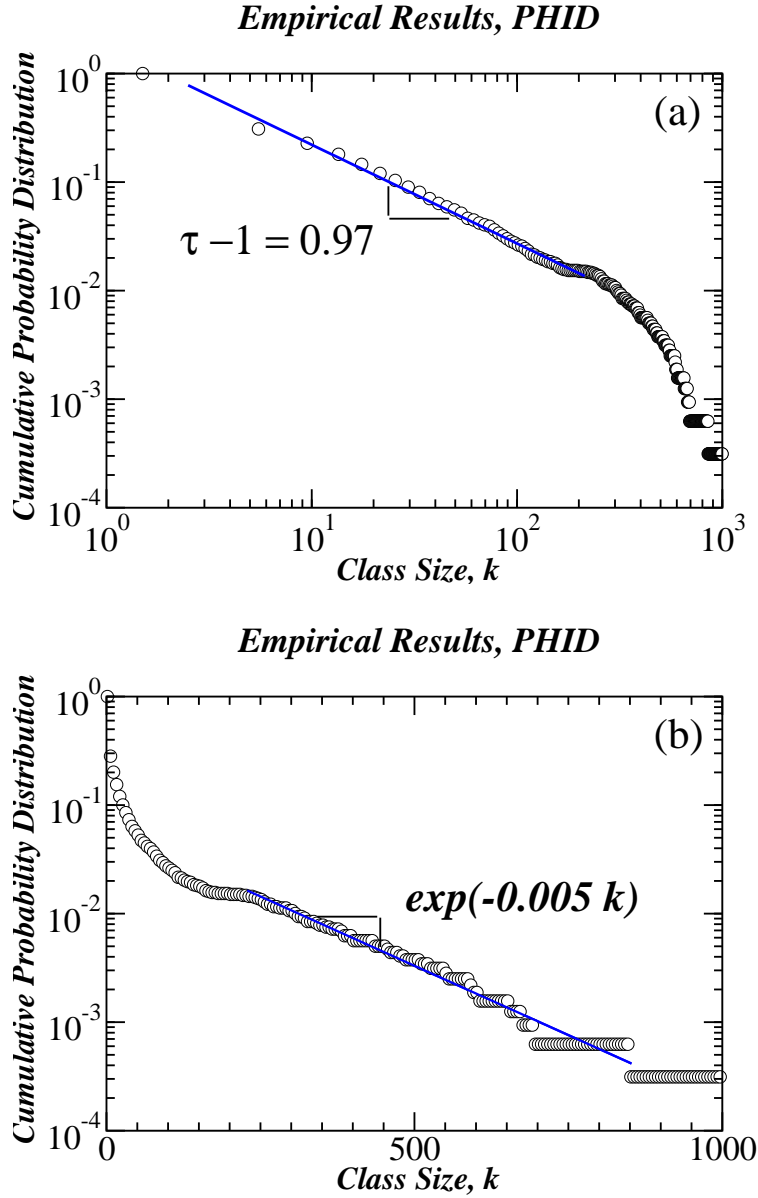 Empirical Results, PHID
Cumulative Probability Distribution
10^0
10^-1
10^-2
10^-3
10^-4
(a)
τ −1 = 0.97
10^0 10^1 10^2 10^3
Class Size, k
Empirical Results, PHID
Cumulative Probability Distribution
10^0
10^-1
10^-2
10^-3
10^-4
(b)
exp(-0.005 k)
0 500 1000
Class Size, k